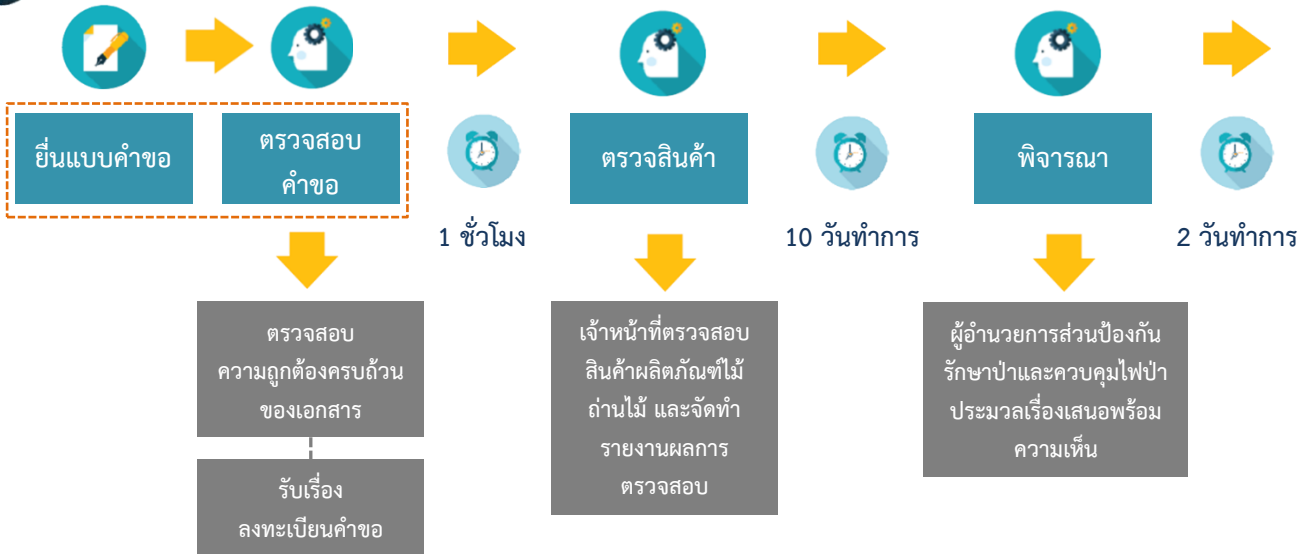 ยื่นแบบคำขอ
ตรวจสอบ
คำขอ
1 ชั่วโมง
ตรวจสินค้า
10 วันทำการ
พิจารณา
2 วันทำการ
ตรวจสอบ
ความถูกต้องครบถ้วน
ของเอกสาร
รับเรื่อง
ลงทะเบียนคำขอ
เจ้าหน้าที่ตรวจสอบ
สินค้าผลิตภัณฑ์ไม้
ถ่านไม้ และจัดทำ
รายงานผลการ
ตรวจสอบ
ผู้อำนวยการส่วนป้องกัน
รักษาป่าและควบคุมไฟป่า
ประมวลเรื่องเสนอพร้อม
ความเห็น